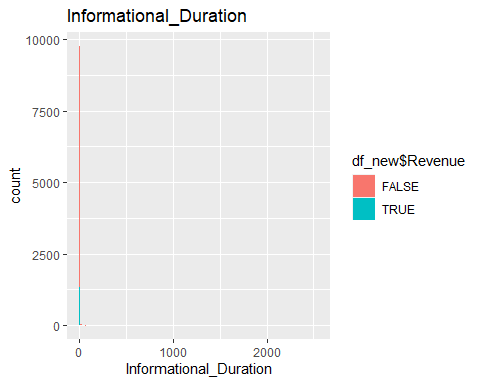 Informational_Duration
10000
7500
5000
2500
0
count
0 1000 2000
Informational_Duration
df_new$Revenue
FALSE
TRUE